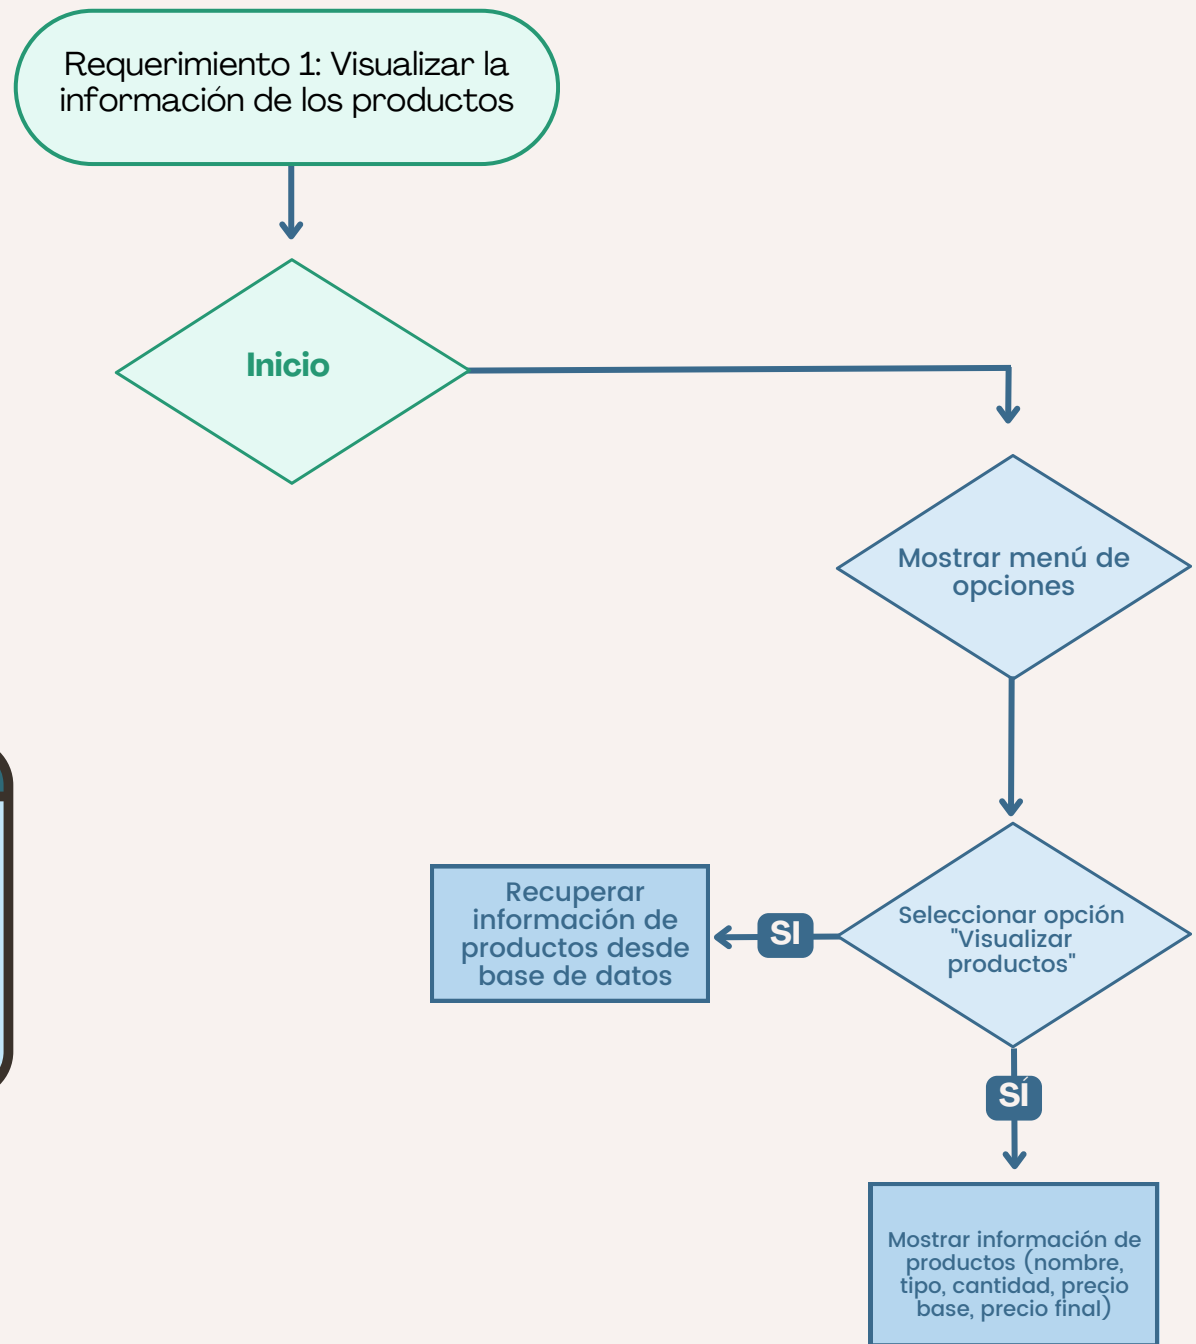 Requerimiento 1: Visualizar la
información de los productos
Inicio
Mostrar menú de
opciones
Seleccionar opción
"Visualizar
productos"
SI
Recuperar
información de
productos desde
base de datos
SÍ
Mostrar información de
productos (nombre,
tipo, cantidad, precio
base, precio final)